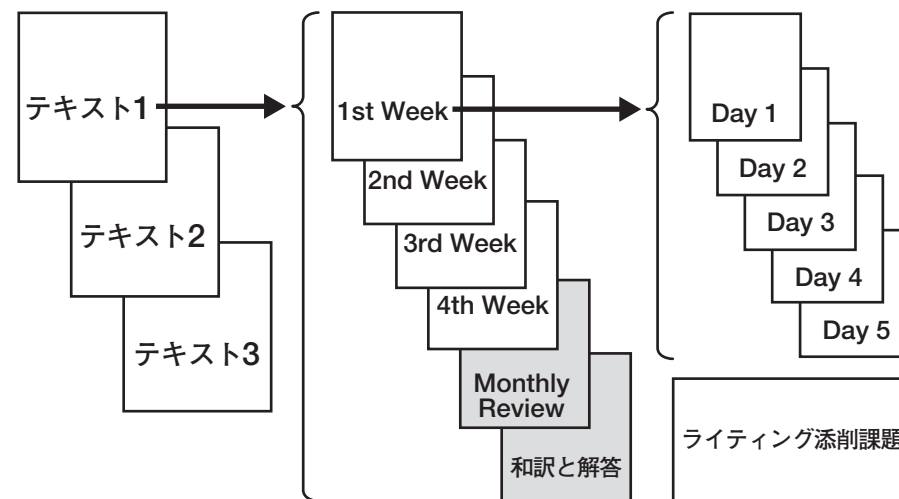 テキスト1
テキスト2
テキスト3
1st Week
2nd Week
3rd Week
4th Week
Monthly
Review
和訳と解答
Day 1
Day 2
Day 3
Day 4
Day 5
ライティング添削課題